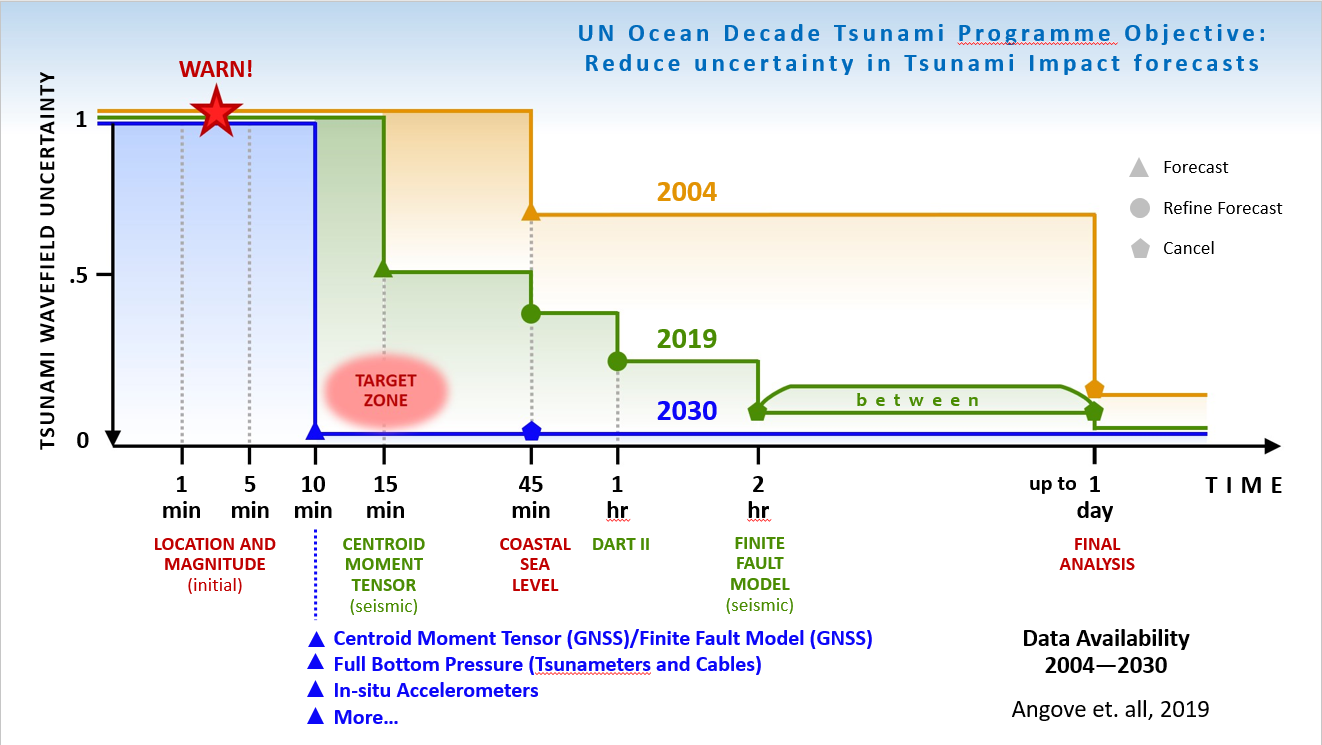 UN Ocean Decade Tsunami Programme Objective:
Reduce uncertainty in Tsunami Impact forecasts
WARN!
TSUNAMI WAVEFIELD UNCERTAINTY
1
.5
0
Forecast
Refine Forecast
Cancel
2004
2019
2030
TARGET
ZONE
between
1
min
5
min
10
min
15
min
45
min
1
hr
2
hr
up to 1
day
TIME
LOCATION AND
MAGNITUDE
(initial)
CENTROID
MOMENT
TENSOR
(seismic)
COASTAL
SEA
LEVEL
DART II
FINITE
FAULT
MODEL
(seismic)
FINAL
ANALYSIS
Centroid Moment Tensor (GNSS)/Finite Fault Model (GNSS)
Full Bottom Pressure (Tsunameters and Cables)
In-situ Accelerometers
More...
Data Availability
2004—2030
Angove et. all, 2019